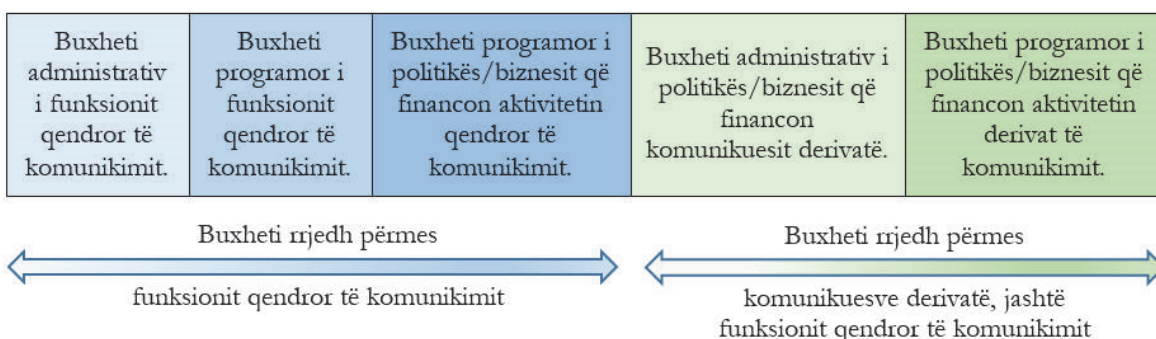 Buxheti
administrativ
i funksionit
qendror të
komunikimit.
Buxheti
programor i
funksionit
qendror të
komunikimit.
Buxheti programor i
politikës/biznesit që
financon aktivitetin
qendror të
komunikimit.
Buxheti administrativ i
politikës/biznesit që
financon
komunikuesit derivatë.
Buxheti programor i
politikës/biznesit që
financon aktivitetin
derivat të
komunikimit.
Buxheti rrjedh përmes
funksionit qendror të komunikimit
Buxheti rrjedh përmes
komunikuesve derivatë, jashtë
funksionit qendror të komunikimit